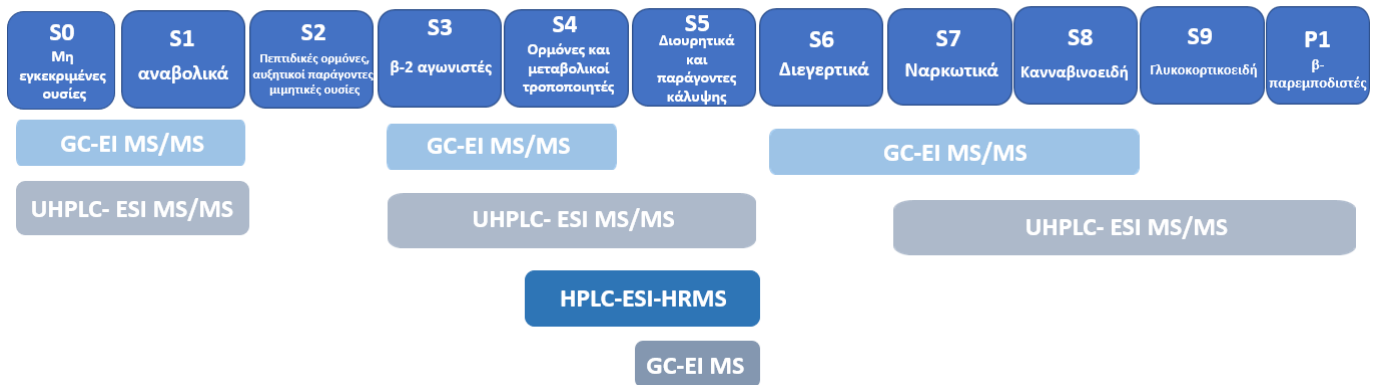 S0
Μη
εγκεκριμένες
ουσίες
S1
αναβολικά
S2
Πεπτιδικές ορμόνες,
αυξητικοί παράγοντες
μιμητικές ουσίες
S3
β-2 αγωνιστές
S4
Ορμόνες και
μεταβολικοί
τροποποιητές
S5
Διουρητικά
και
παράγοντες
κάλυψης
S6
Διεγερτικά
S7
Ναρκωτικά
S8
Κανναβινοειδή
S9
Γλυκοκορτικοειδή
P1
β-
παρεμποδιστές
GC-EI MS/MS
GC-EI MS/MS
GC-EI MS/MS
UHPLC- ESI MS/MS
UHPLC- ESI MS/MS
UHPLC- ESI MS/MS
HPLC-ESI-HRMS
GC-EI MS